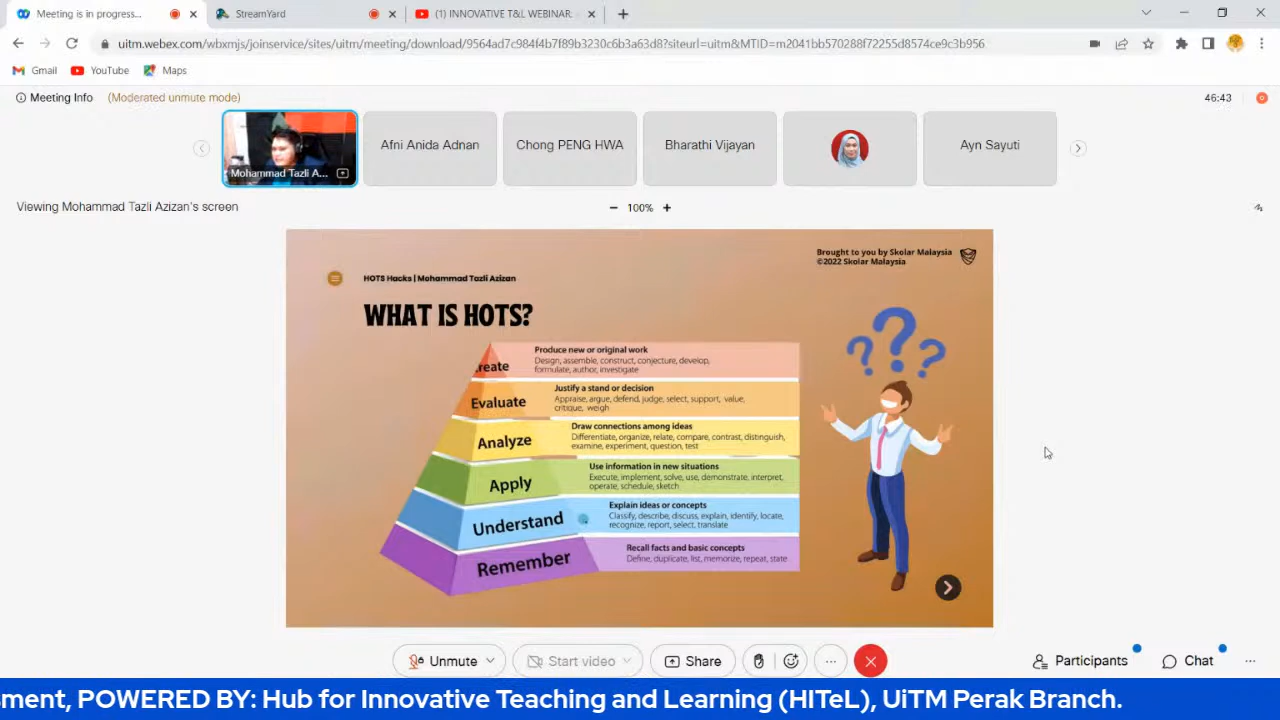 Meeting is in progress...
StreamYard
(1) INNOVATIVE T&L WEBINAR:
uitm.webex.com/wbxmjs/joinservice/sites/uitm/meeting/download/9564ad7c984f4b7f89b3230c6b3a63d8?siteurl=uitm&MTID=m2041bb570288f72255d8574ce9c3b956
Gmail
YouTube
Maps
Meeting Info (Moderated unmute mode)
46:43
Mohammad Tazli A...
Afni Anida Adnan
Chong PENG HWA
Bharathi Vijayan
Ayn Sayuti
Viewing Mohammad Tazli Azizan's screen
− 100% +
Brought to you by Skolar Malaysia
©2022 Skolar Malaysia
HOTS Hacks | Mohammad Tazli Azizan
WHAT IS HOTS?
reate
Produce new or original work
Design, assemble, construct, conjecture, develop,
formulate, author, investigate
Evaluate
Justify a stand or decision
Appraise, argue, defend, judge, select, support, value,
critique, weigh
Analyze
Draw connections among ideas
Differentiate, organize, relate, compare, contrast, distinguish,
examine, experiment, question, test
Apply
Use information in new situations
Execute, implement, solve, use, demonstrate, interpret,
operate, schedule, sketch
Understand
Explain ideas or concepts
Classify, describe, discuss, explain, identify, locate,
recognize, report, select, translate
Remember
Recall facts and basic concepts
Define, duplicate, list, memorize, repeat, state
???
Unmute
Start video
Share
Participants
Chat
sment, POWERED BY: Hub for Innovative Teaching and Learning (HITeL), UiTM Perak Branch.